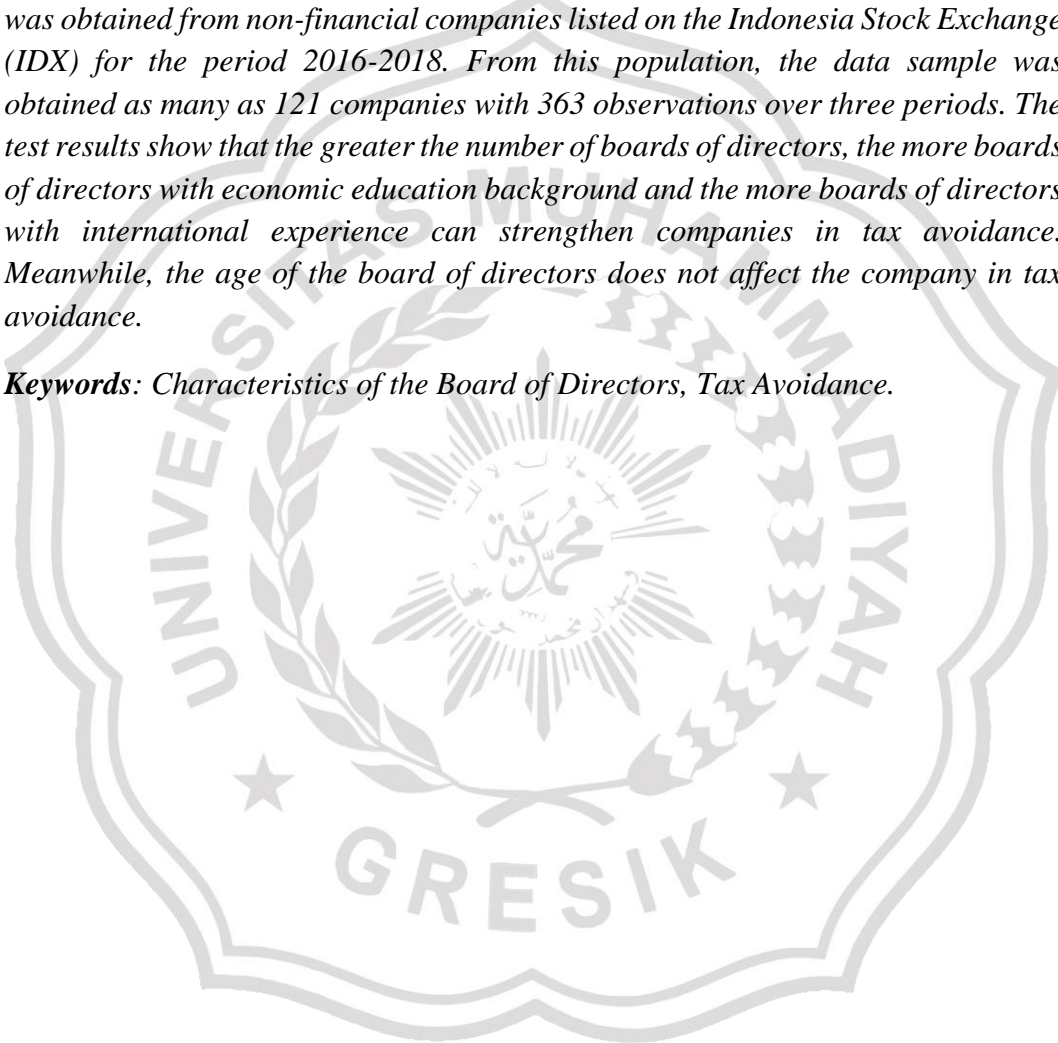 was obtained from non-financial companies listed on the Indonesia Stock Exchange
(IDX) for the period 2016-2018. From this population, the data sample was
obtained as many as 121 companies with 363 observations over three periods. The
test results show that the greater the number of boards of directors, the more boards
of directors with economic education background and the more boards of directors
with international experience can strengthen companies in tax avoidance.
Meanwhile, the age of the board of directors does not affect the company in tax
avoidance.
Keywords: Characteristics of the Board of Directors, Tax Avoidance.
UNIVERSITAS MUHAMMADIYAH
محمدية
GRESIK